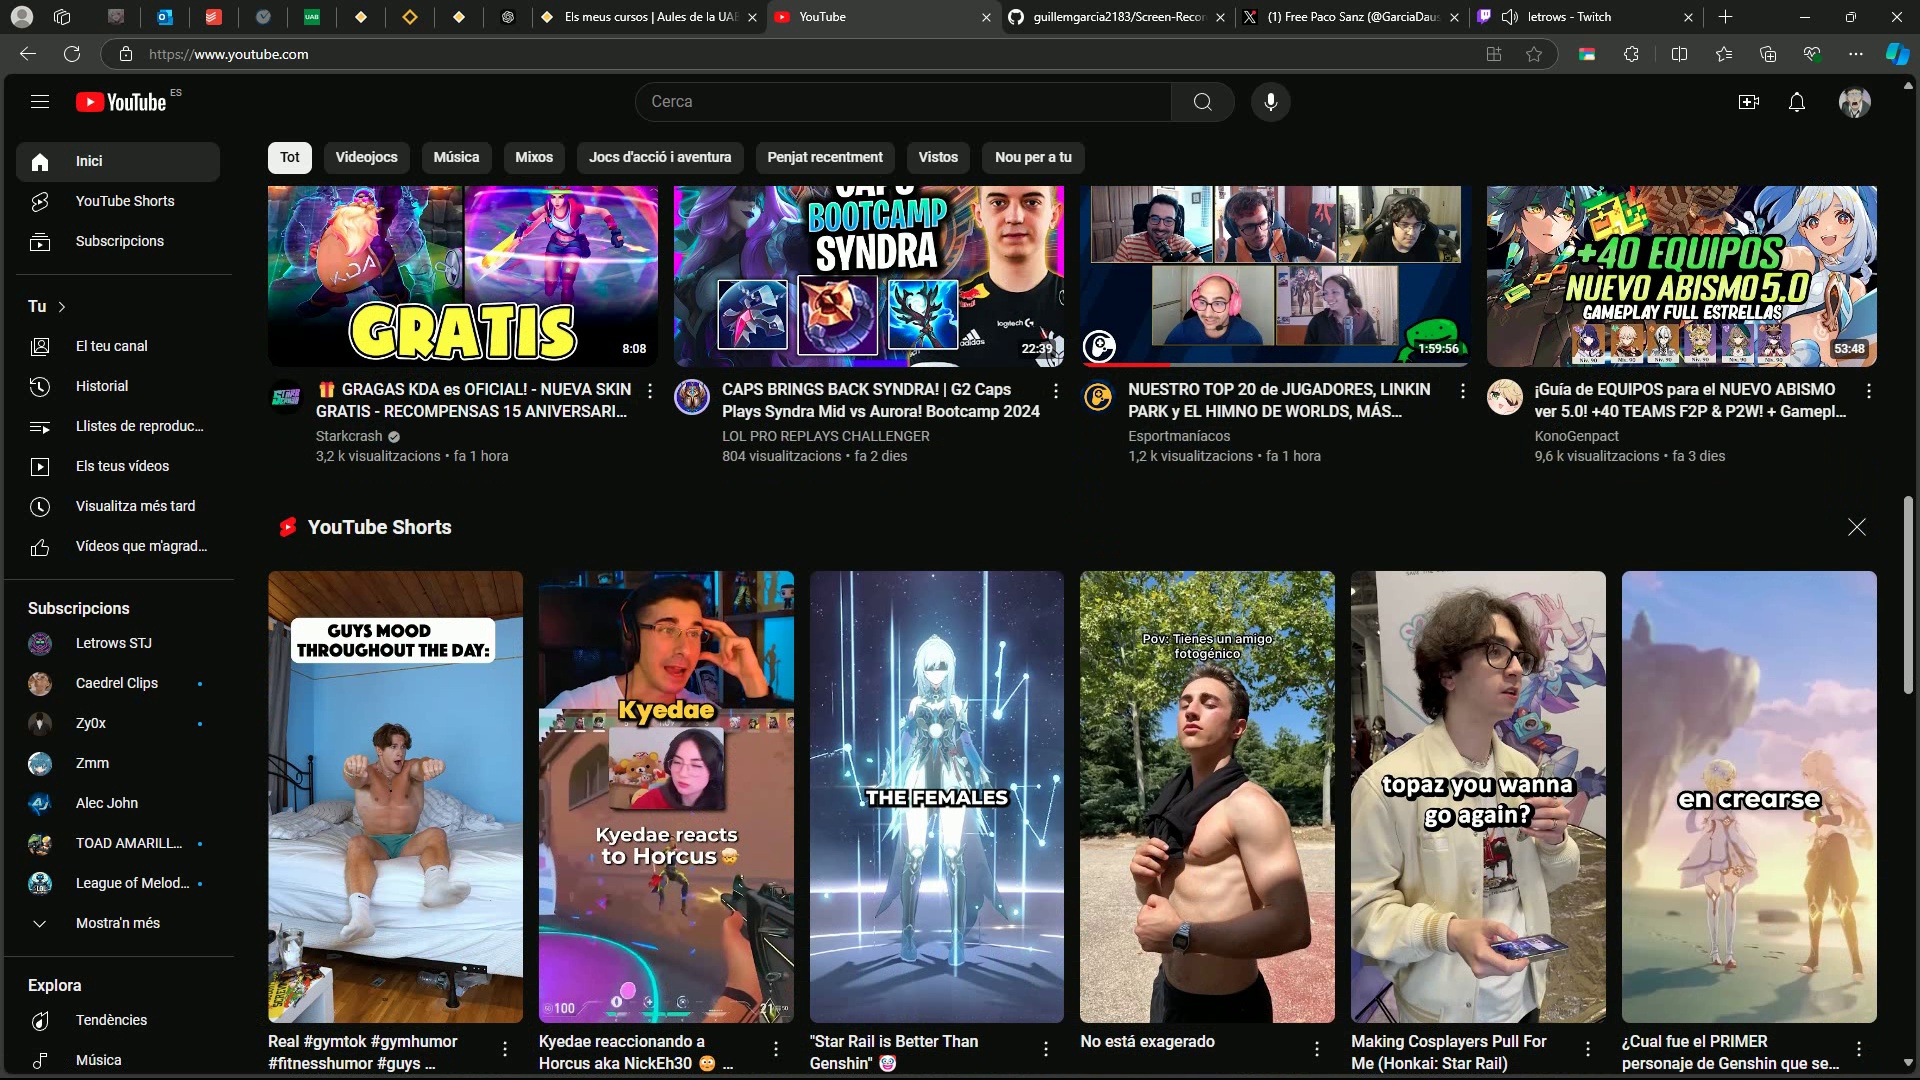 Els meus cursos | Aules de la UAB
YouTube
guillemgarcia2183/Screen-Recor
(1) Free Paco Sanz (@GarciaDaus
letrows - Twitch
https://www.youtube.com
YouTube ES
Cerca
Inici
YouTube Shorts
Subscripcions
Tu
El teu canal
Historial
Llistes de reproduc...
Els teus vídeos
Visualitza més tard
Vídeos que m'agrad...
Subscripcions
Letrows STJ
Caedrel Clips
Zy0x
Zmm
Alec John
TOAD AMARILL...
League of Melod...
Mostra'n més
Explora
Tendències
Música
Tot
Videojocs
Música
Mixos
Jocs d'acció i aventura
Penjat recentment
Vistos
Nou per a tu
KDA
GRATIS
8:08
🎁 GRAGAS KDA es OFICIAL! - NUEVA SKIN
GRATIS - RECOMPENSAS 15 ANIVERSARI...
Starkcrash
3,2 k visualitzacions • fa 1 hora
CAPS
BOOTCAMP
SYNDRA
Red Bull
logitech G
adidas
22:39
CAPS BRINGS BACK SYNDRA! | G2 Caps
Plays Syndra Mid vs Aurora! Bootcamp 2024
LOL PRO REPLAYS CHALLENGER
804 visualitzacions • fa 2 dies
1:59:56
NUESTRO TOP 20 de JUGADORES, LINKIN
PARK y EL HIMNO DE WORLDS, MÁS...
Esportmaníacos
1,2 k visualitzacions • fa 1 hora
+40 EQUIPOS
NUEVO ABISMO 5.0
GAMEPLAY FULL ESTRELLAS
53:48
¡Guía de EQUIPOS para el NUEVO ABISMO
ver 5.0! +40 TEAMS F2P & P2W! + Gamepl...
KonoGenpact
9,6 k visualitzacions • fa 3 dies
YouTube Shorts
GUYS MOOD
THROUGHOUT THE DAY:
Real #gymtok #gymhumor
#fitnesshumor #guys ...
Kyedae
Kyedae reacts
to Horcus🤯
100
21
Kyedae reaccionando a
Horcus aka NickEh30 😳 ...
THE FEMALES
"Star Rail is Better Than
Genshin" 🤡
Pov: Tienes un amigo
fotogénico
No está exagerado
topaz you wanna
go again?
Making Cosplayers Pull For
Me (Honkai: Star Rail)
en crearse
¿Cual fue el PRIMER
personaje de Genshin que se...